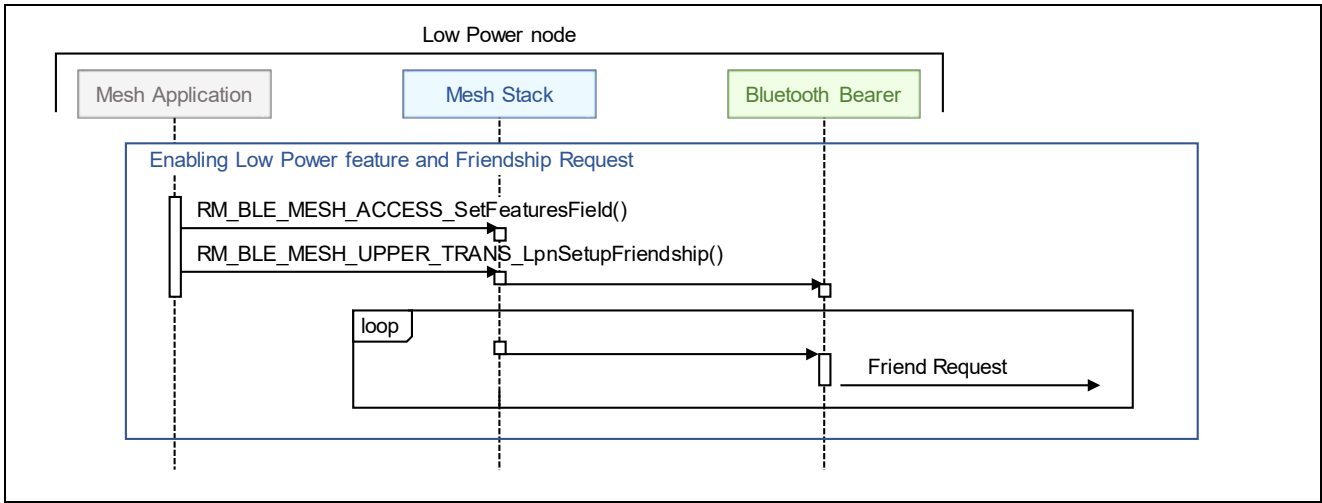 Low Power node
Mesh Application
Mesh Stack
Bluetooth Bearer
Enabling Low Power feature and Friendship Request
RM_BLE_MESH_ACCESS_SetFeaturesField()
RM_BLE_MESH_UPPER_TRANS_LpnSetupFriendship()
loop
Friend Request